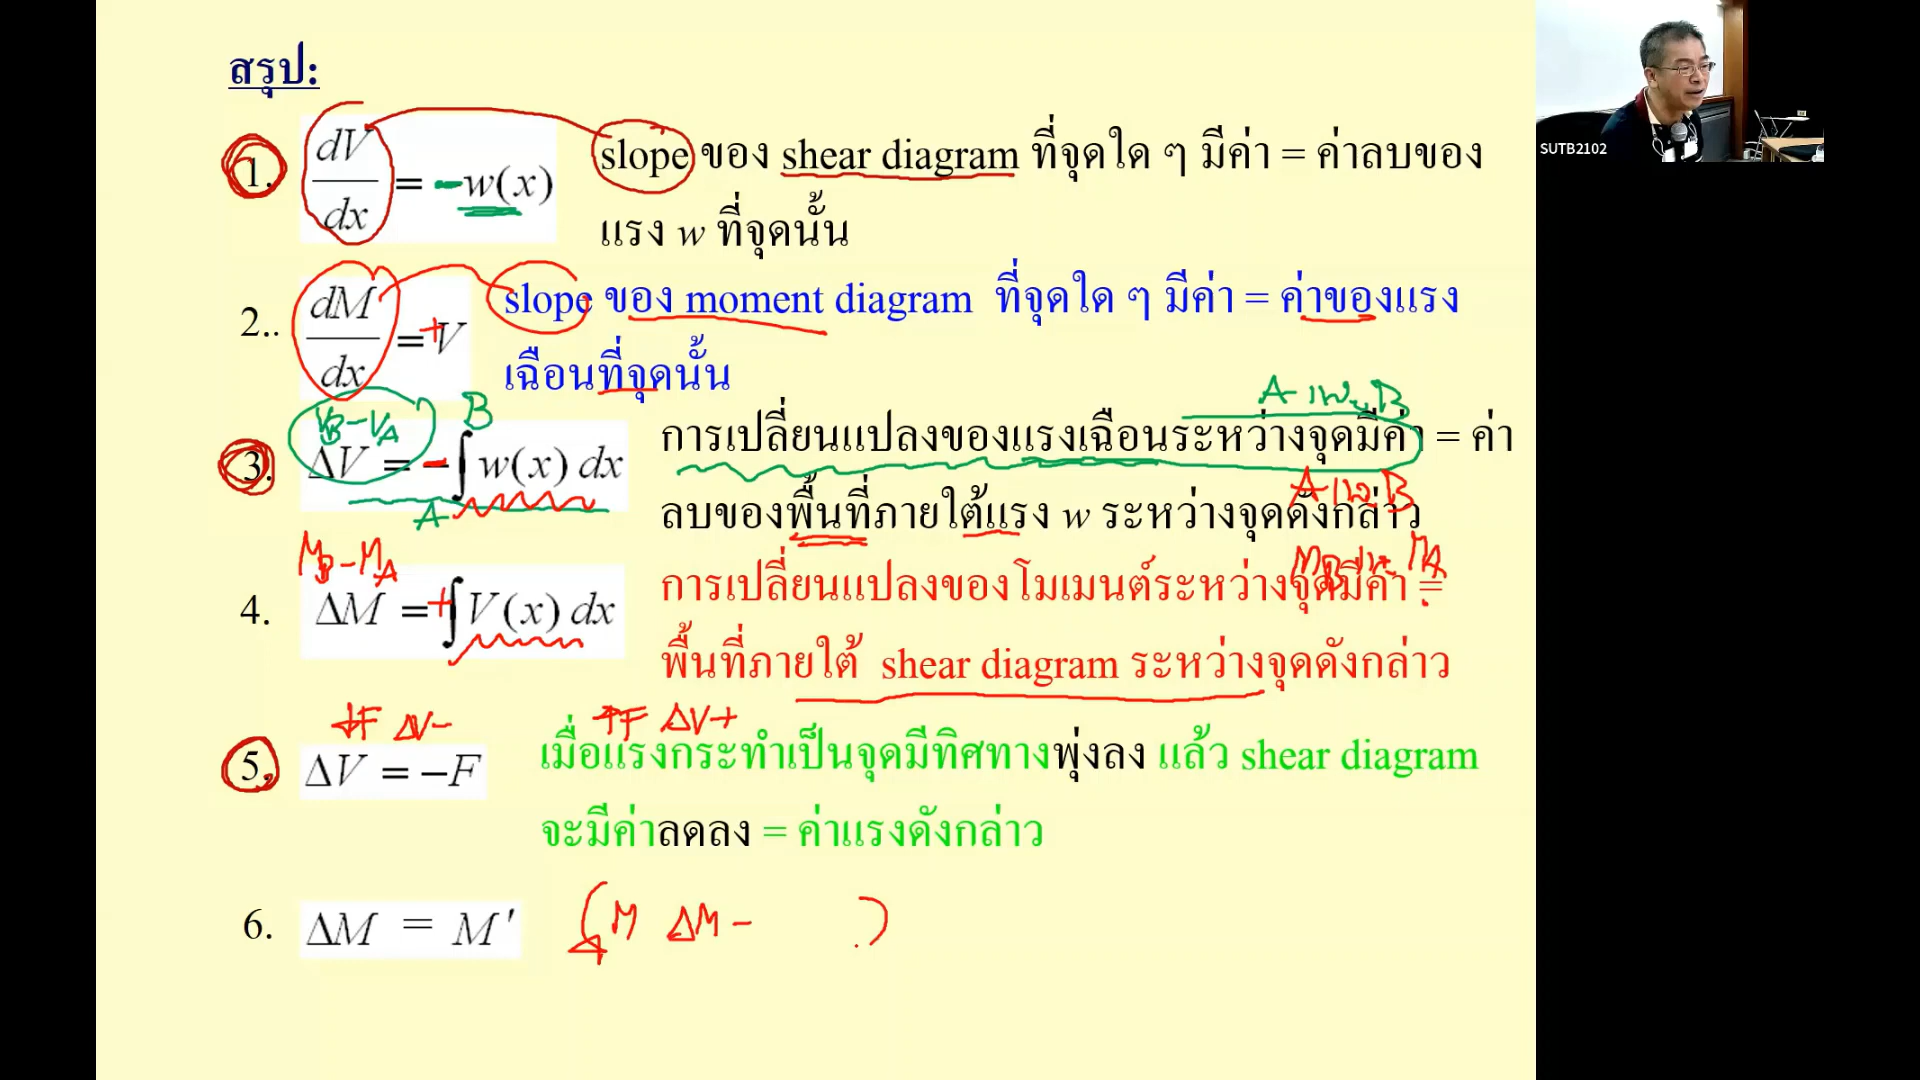 สรุป:
1. dV/dx = -w(x) slope ของ shear diagram ที่จุดใด ๆ มีค่า = ค่าลบของ
แรง w ที่จุดนั้น
2.. dM/dx = +V slope ของ moment diagram ที่จุดใด ๆ มีค่า = ค่าของแรง
เฉือนที่จุดนั้น
A B
VB - VA B
3. ΔV = -∫ w(x) dx การเปลี่ยนแปลงของแรงเฉือนระหว่างจุดมีค่า = ค่า
A A B
ลบของพื้นที่ภายใต้แรง w ระหว่างจุดดังกล่าว
MB - MA MB MA
4. ΔM = +∫ V(x) dx การเปลี่ยนแปลงของโมเมนต์ระหว่างจุดมีค่า =
พื้นที่ภายใต้ shear diagram ระหว่างจุดดังกล่าว
↓F ΔV- ↑F ΔV+
5. ΔV = -F เมื่อแรงกระทำเป็นจุดมีทิศทางพุ่งลง แล้ว shear diagram
จะมีค่าลดลง = ค่าแรงดังกล่าว
6. ΔM = M' M ΔM -
SUTB2102